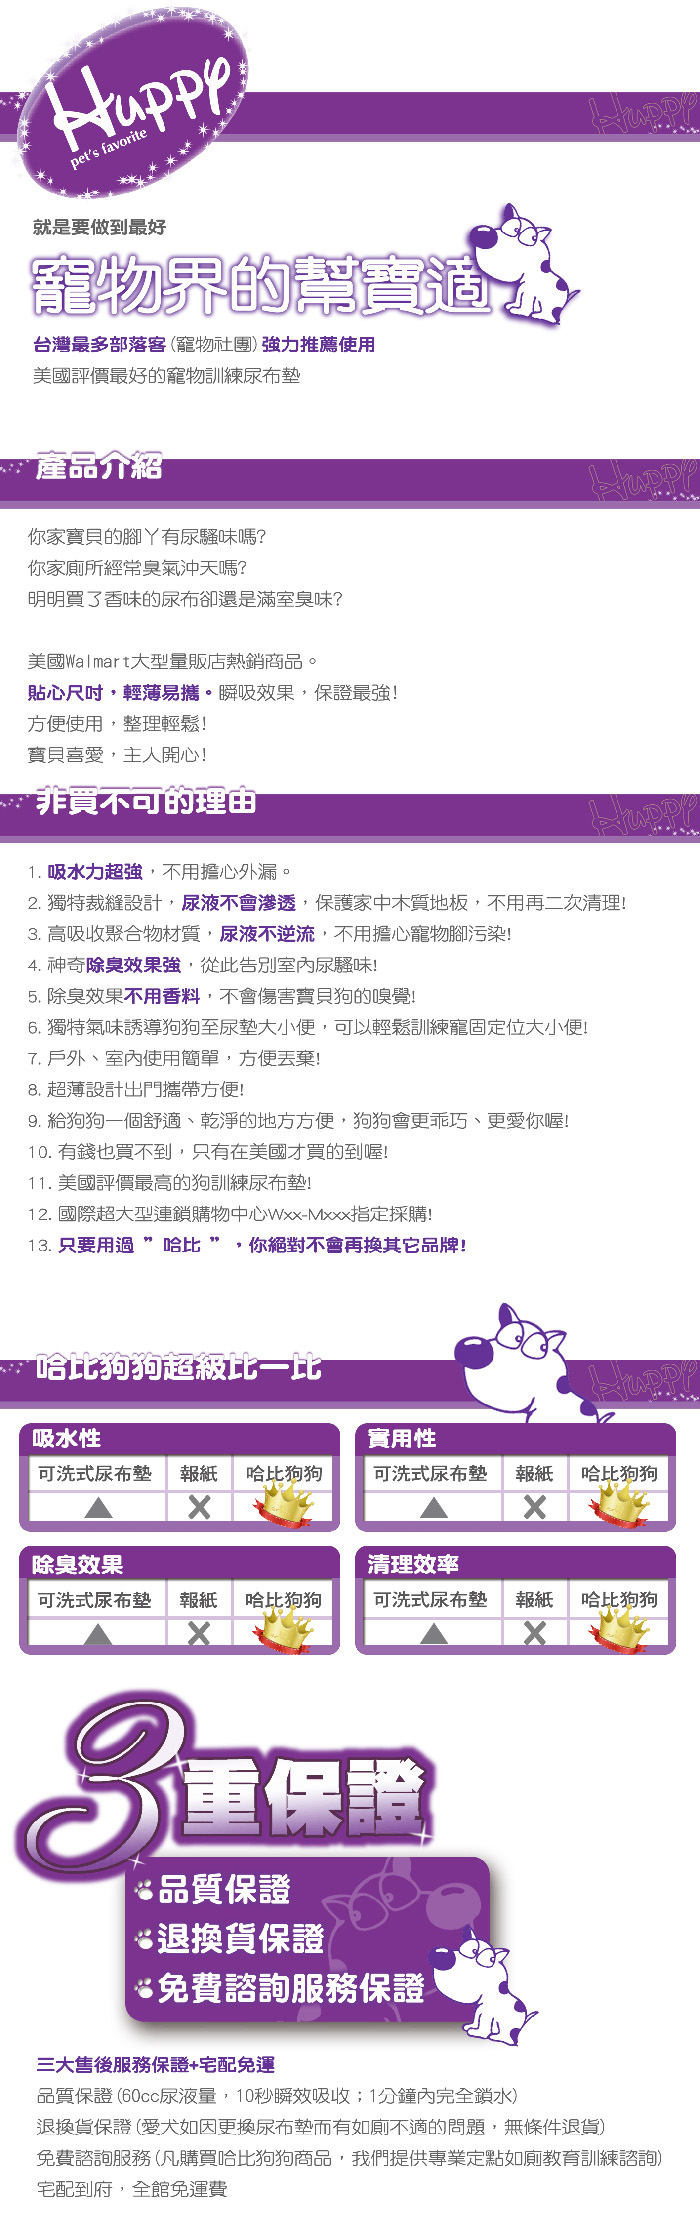 Huppy
pet's favorite
Huppy
就是要做到最好
寵物界的幫寶適
台灣最多部落客(寵物社團)強力推薦使用
美國評價最好的寵物訓練尿布墊
產品介紹
Huppy
你家寶貝的腳丫有尿騷味嗎?
你家廁所經常臭氣沖天嗎?
明明買了香味的尿布卻還是滿室臭味?
美國Walmart大型量販店熱銷商品。
貼心尺吋，輕薄易攜。瞬吸效果，保證最強!
方便使用，整理輕鬆!
寶貝喜愛，主人開心!
非買不可的理由
Huppy
1. 吸水力超強，不用擔心外漏。
2. 獨特裁縫設計，尿液不會滲透，保護家中木質地板，不用再二次清理!
3. 高吸收聚合物材質，尿液不逆流，不用擔心寵物腳污染!
4. 神奇除臭效果強，從此告別室內尿騷味!
5. 除臭效果不用香料，不會傷害寶貝狗的嗅覺!
6. 獨特氣味誘導狗狗至尿墊大小便，可以輕鬆訓練寵固定位大小便!
7. 戶外、室內使用簡單，方便丟棄!
8. 超薄設計出門攜帶方便!
9. 給狗狗一個舒適、乾淨的地方方便，狗狗會更乖巧、更愛你喔!
10. 有錢也買不到，只有在美國才買的到喔!
11. 美國評價最高的狗訓練尿布墊!
12. 國際超大型連鎖購物中心Wxx-Mxxx指定採購!
13. 只要用過 ”哈比 ”，你絕對不會再換其它品牌!
哈比狗狗超級比一比
Huppy
吸水性
可洗式尿布墊 報紙 哈比狗狗
▲ ✕
實用性
可洗式尿布墊 報紙 哈比狗狗
▲ ✕
除臭效果
可洗式尿布墊 報紙 哈比狗狗
▲ ✕
清理效率
可洗式尿布墊 報紙 哈比狗狗
▲ ✕
3重保證
品質保證
退換貨保證
免費諮詢服務保證
三大售後服務保證+宅配免運
品質保證(60cc尿液量，10秒瞬效吸收；1分鐘內完全鎖水)
退換貨保證(愛犬如因更換尿布墊而有如廁不適的問題，無條件退貨)
免費諮詢服務(凡購買哈比狗狗商品，我們提供專業定點如廁教育訓練諮詢)
宅配到府，全館免運費